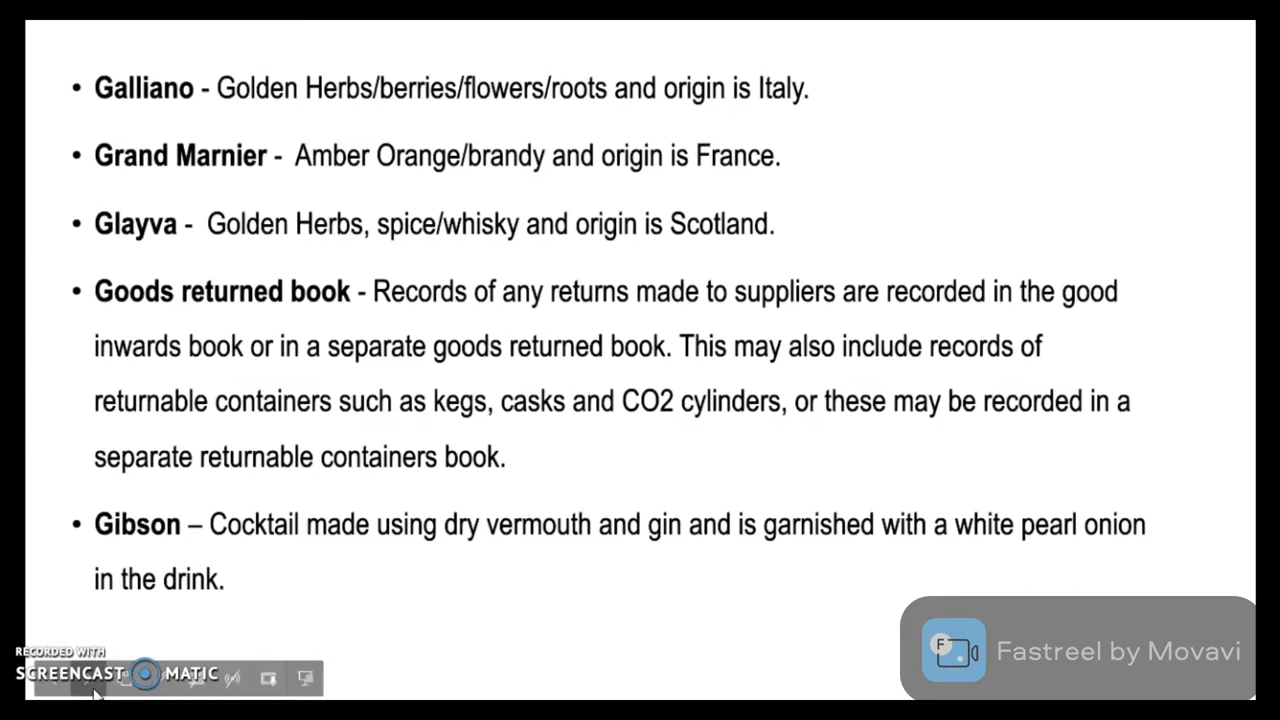 • Galliano - Golden Herbs/berries/flowers/roots and origin is Italy.
• Grand Marnier - Amber Orange/brandy and origin is France.
• Glayva - Golden Herbs, spice/whisky and origin is Scotland.
• Goods returned book - Records of any returns made to suppliers are recorded in the good
inwards book or in a separate goods returned book. This may also include records of
returnable containers such as kegs, casks and CO2 cylinders, or these may be recorded in a
separate returnable containers book.
• Gibson – Cocktail made using dry vermouth and gin and is garnished with a white pearl onion
in the drink.
RECORDED WITH
SCREENCAST MATIC
F
Fastreel by Movavi